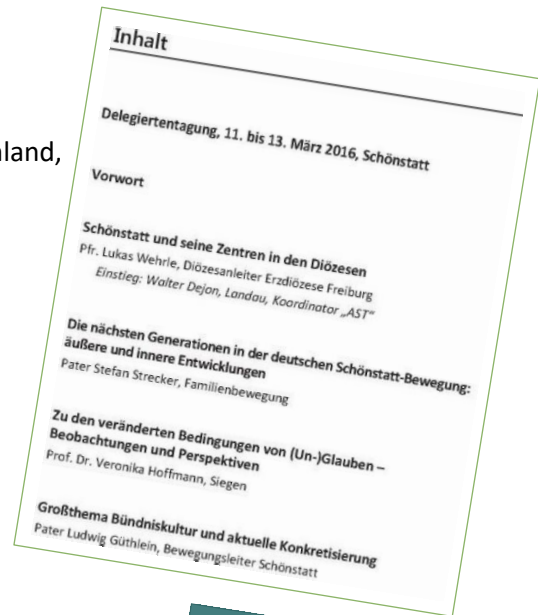 Inhalt
Delegiertentagung, 11. bis 13. März 2016, Schönstatt
land,
Vorwort
Schönstatt und seine Zentren in den Diözesen
Pfr. Lukas Wehrle, Diözesanleiter Erzdiözese Freiburg
Einstieg: Walter Dejon, Landau, Koordinator „AST“
Die nächsten Generationen in der deutschen Schönstatt-Bewegung:
äußere und innere Entwicklungen
Pater Stefan Strecker, Familienbewegung
Zu den veränderten Bedingungen von (Un-)Glauben –
Beobachtungen und Perspektiven
Prof. Dr. Veronika Hoffmann, Siegen
Großthema Bündniskultur und aktuelle Konkretisierung
Pater Ludwig Güthlein, Bewegungsleiter Schönstatt